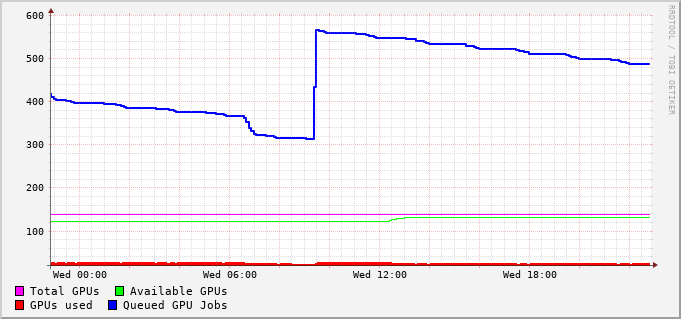 600
500
400
300
200
100
Wed 00:00 Wed 06:00 Wed 12:00 Wed 18:00
Total GPUs Available GPUs
GPUs used Queued GPU Jobs
RRDTOOL / TOBI OETIKER